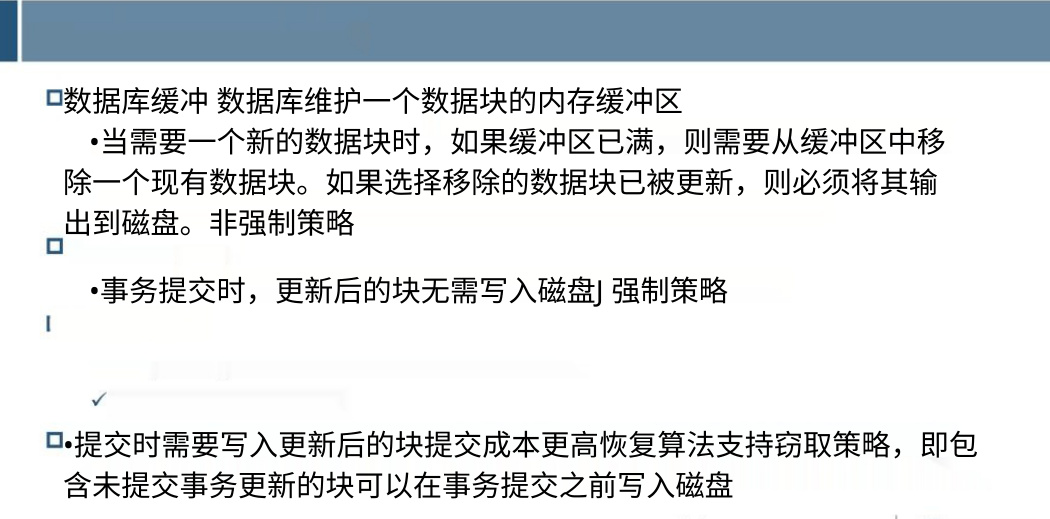 数据库缓冲 数据库维护一个数据块的内存缓冲区
•当需要一个新的数据块时，如果缓冲区已满，则需要从缓冲区中移
除一个现有数据块。如果选择移除的数据块已被更新，则必须将其输
出到磁盘。非强制策略
•事务提交时，更新后的块无需写入磁盘J 强制策略
•提交时需要写入更新后的块提交成本更高恢复算法支持窃取策略，即包
含未提交事务更新的块可以在事务提交之前写入磁盘